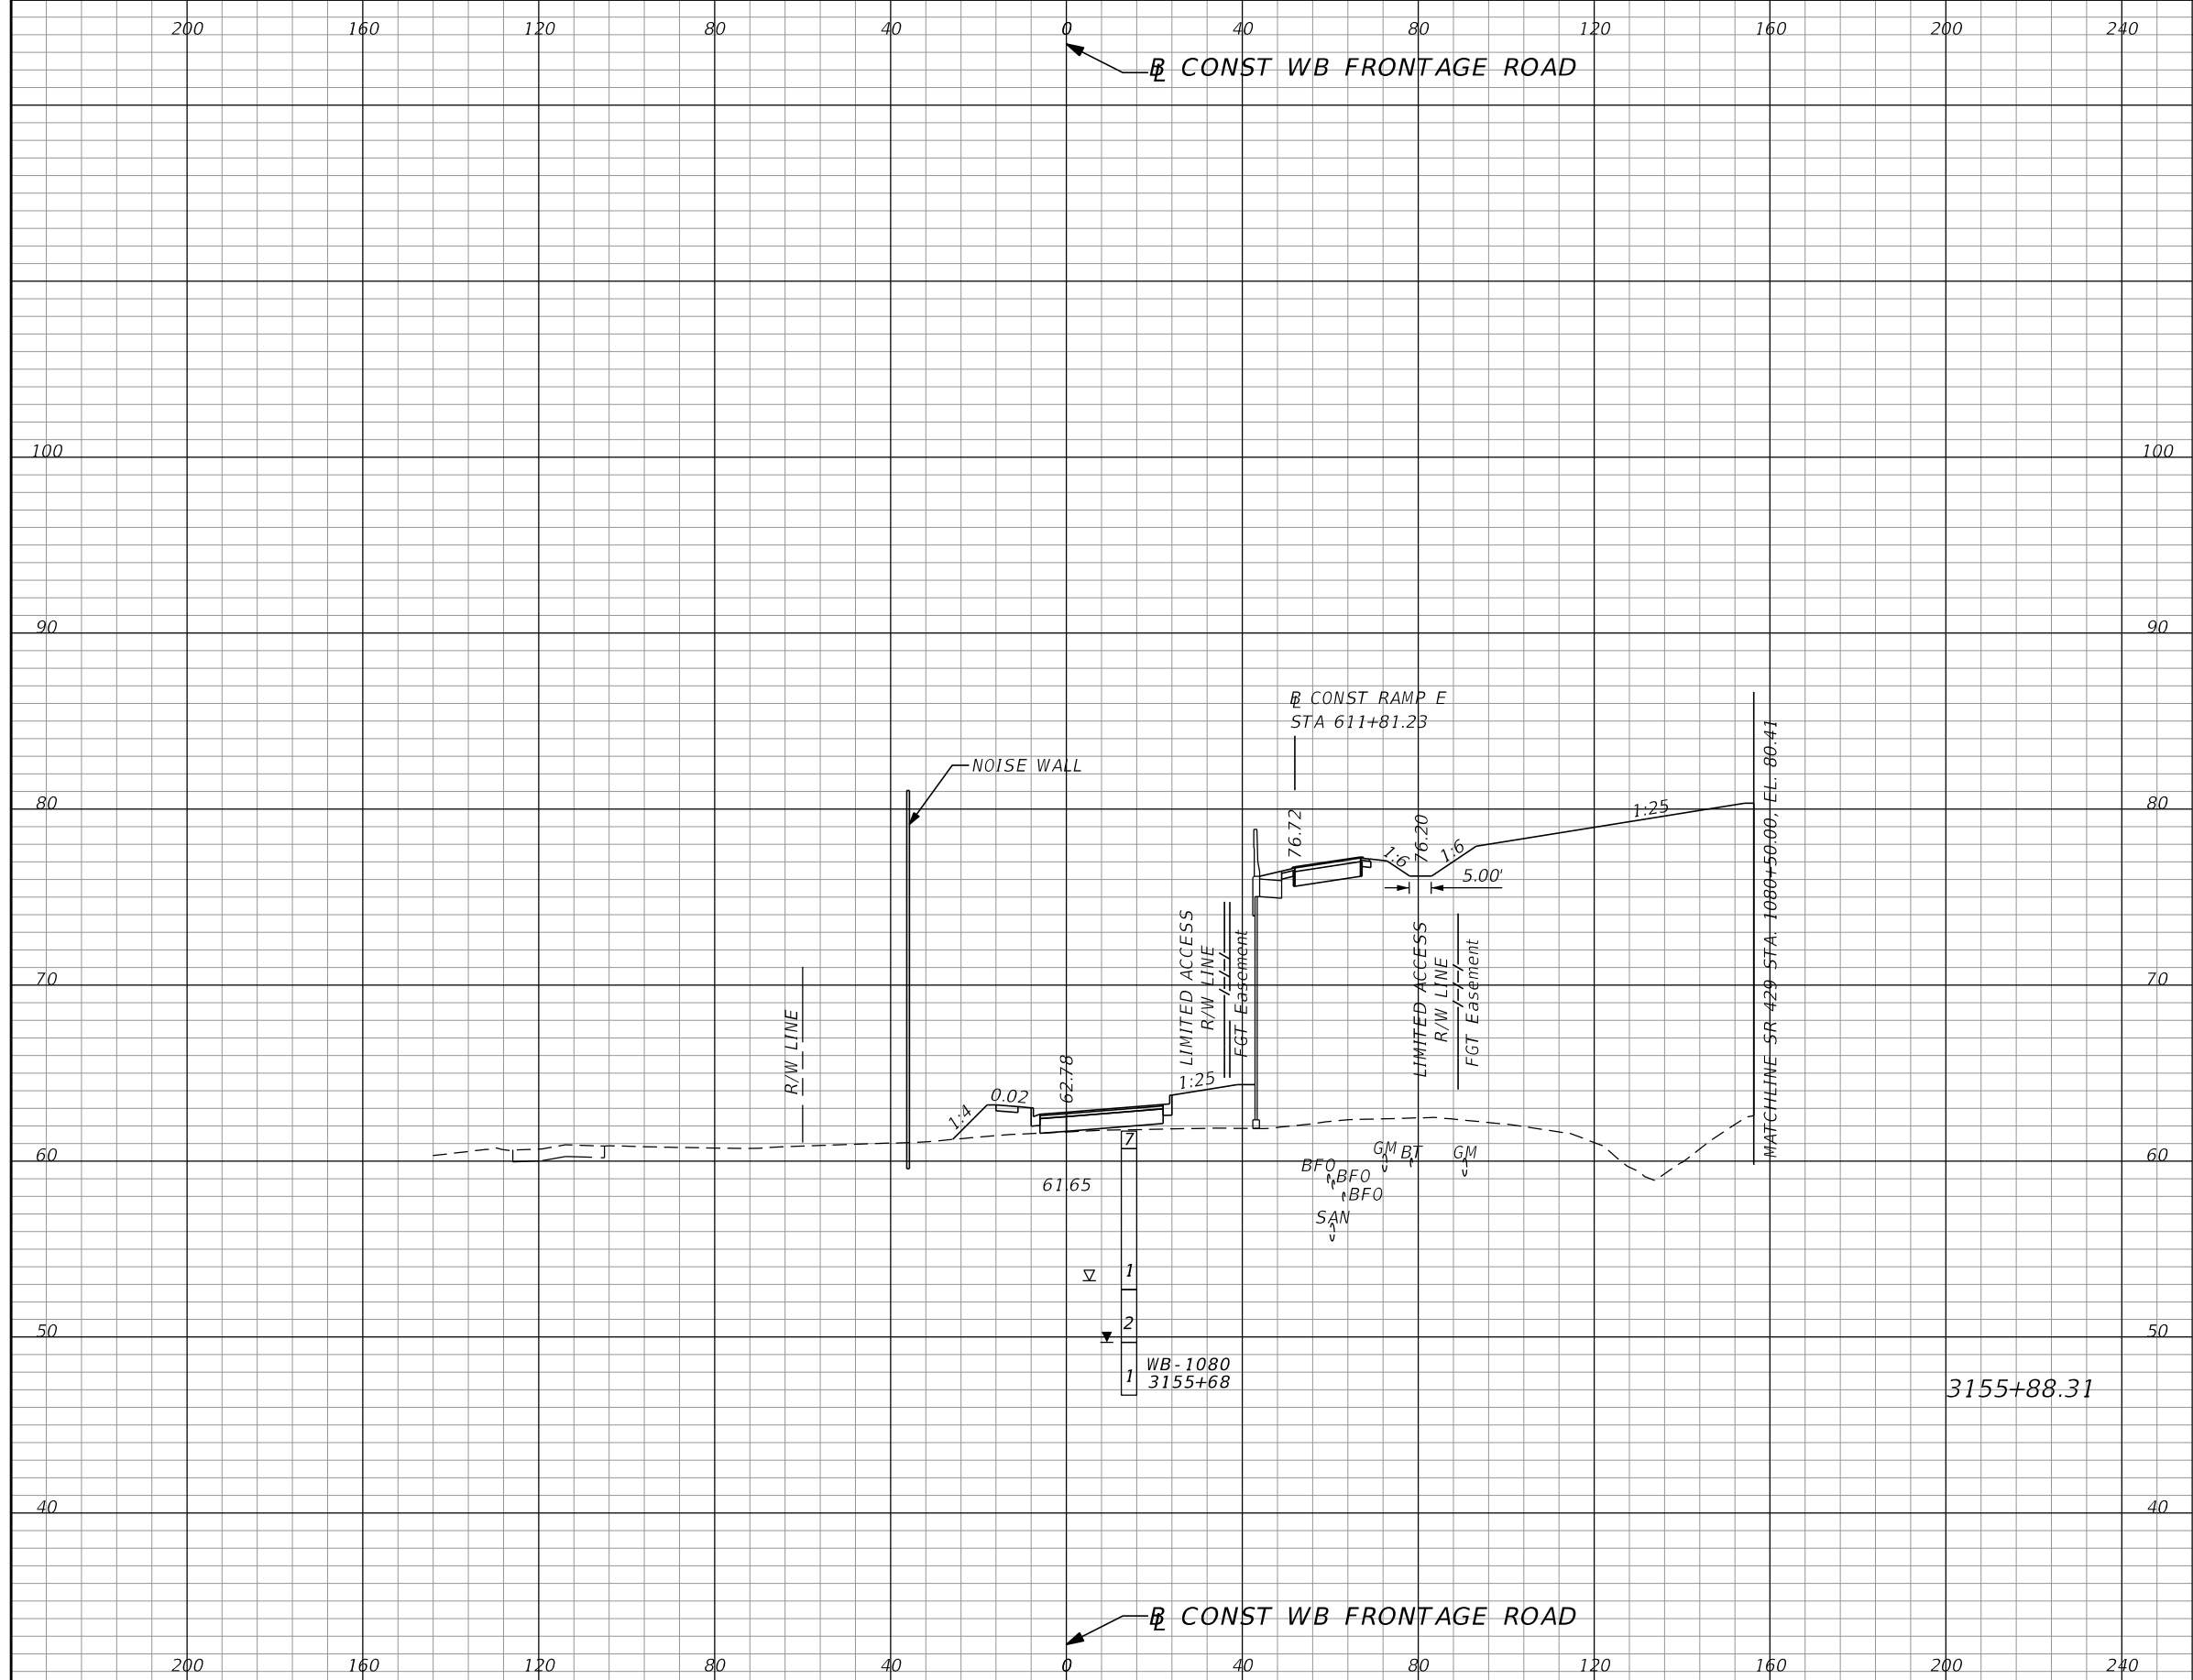 200 160 120 80 40 0 40 80 120 160 200 240
BL CONST WB FRONTAGE ROAD
100 100
90 90
BL CONST RAMP E
STA 611+81.23
NOISE WALL
80 80
76.72
1:6
76.20
1:6
1:25
5.00'
MATCHLINE SR 429 STA. 1080+50.00, EL. 80.41
70 70
R/W LINE
LIMITED ACCESS
R/W LINE
FGT Easement
LIMITED ACCESS
R/W LINE
FGT Easement
1:4
0.02
62.78
1:25
60 60
7
61.65
GM
BT
GM
BFO
BFO
BFO
SAN
1
2
50 50
1
WB-1080
3155+68
3155+88.31
40 40
BL CONST WB FRONTAGE ROAD
200 160 120 80 40 0 40 80 120 160 200 240